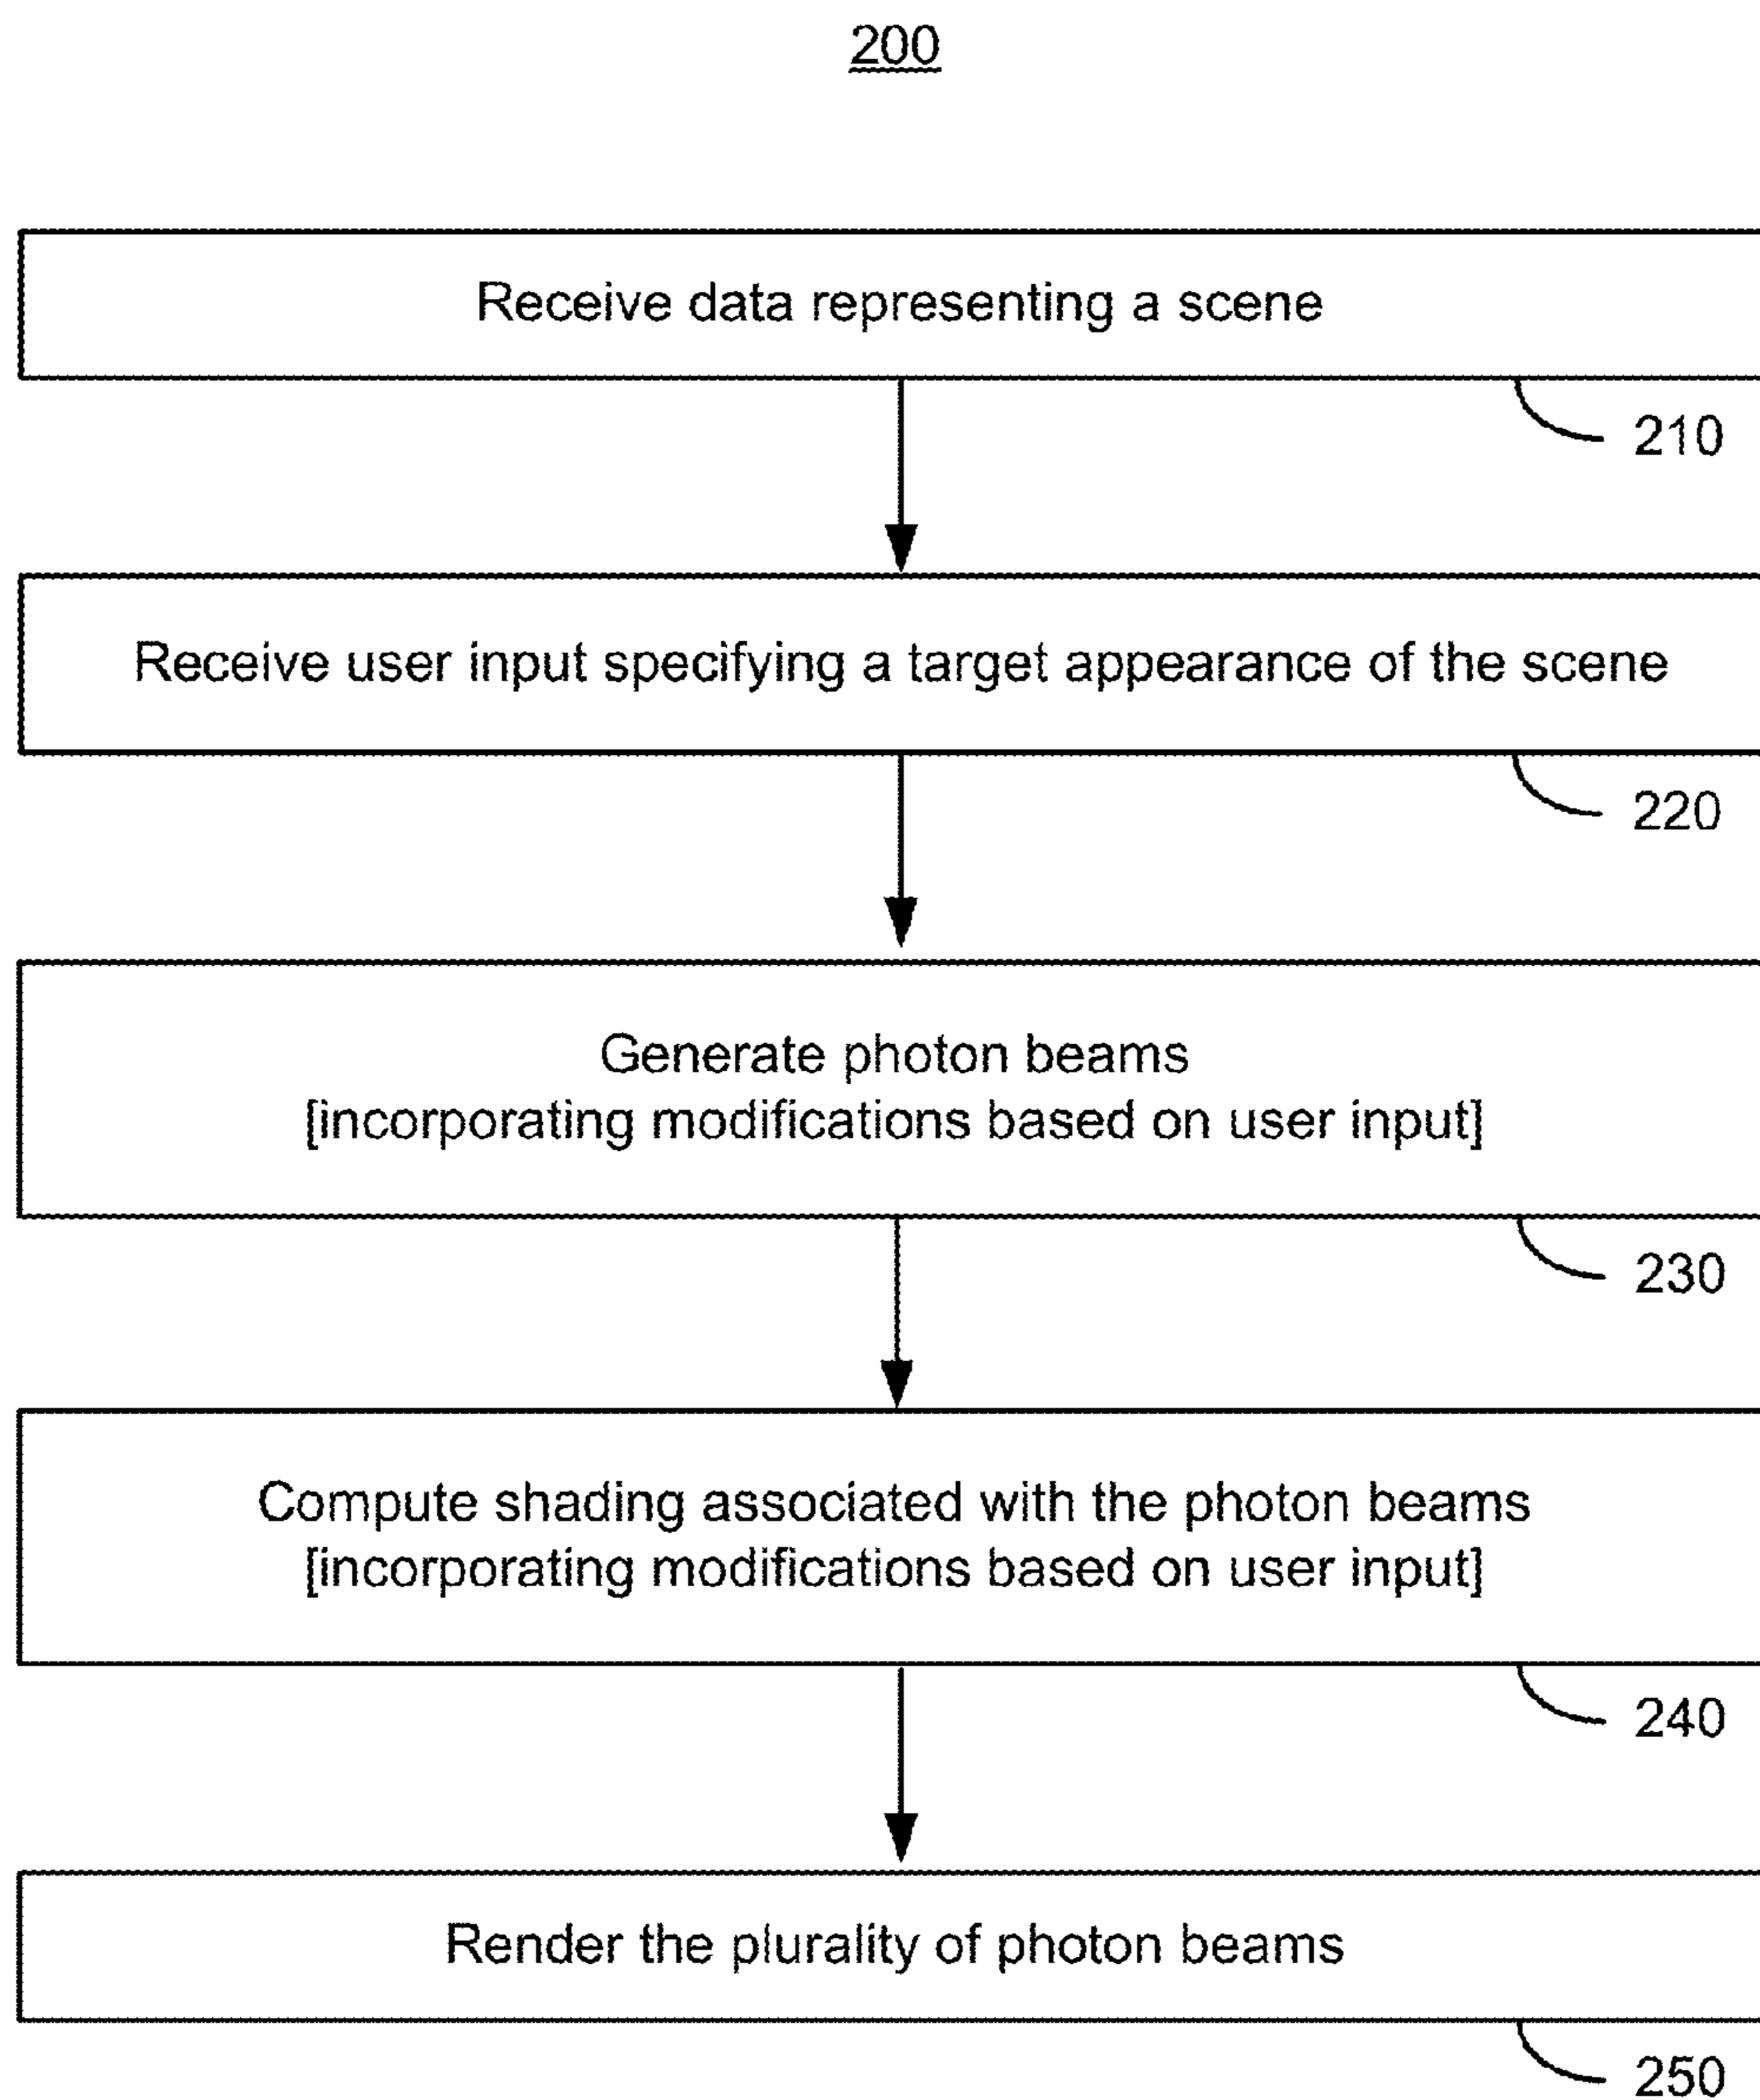 200
Receive data representing a scene
210
Receive user input specifying a target appearance of the scene
220
Generate photon beams
[incorporating modifications based on user input]
230
Compute shading associated with the photon beams
[incorporating modifications based on user input]
240
Render the plurality of photon beams
250